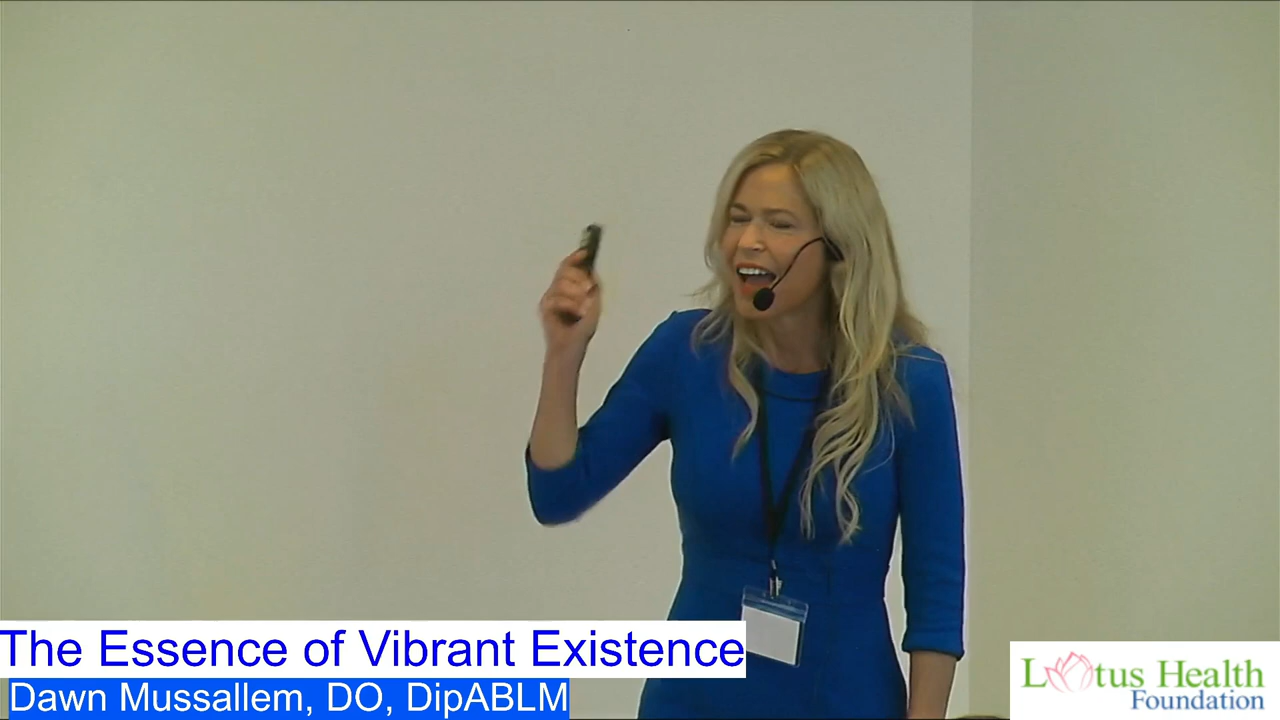 The Essence of Vibrant Existence
Dawn Mussallem, DO, DipABLM
Lotus Health
Foundation